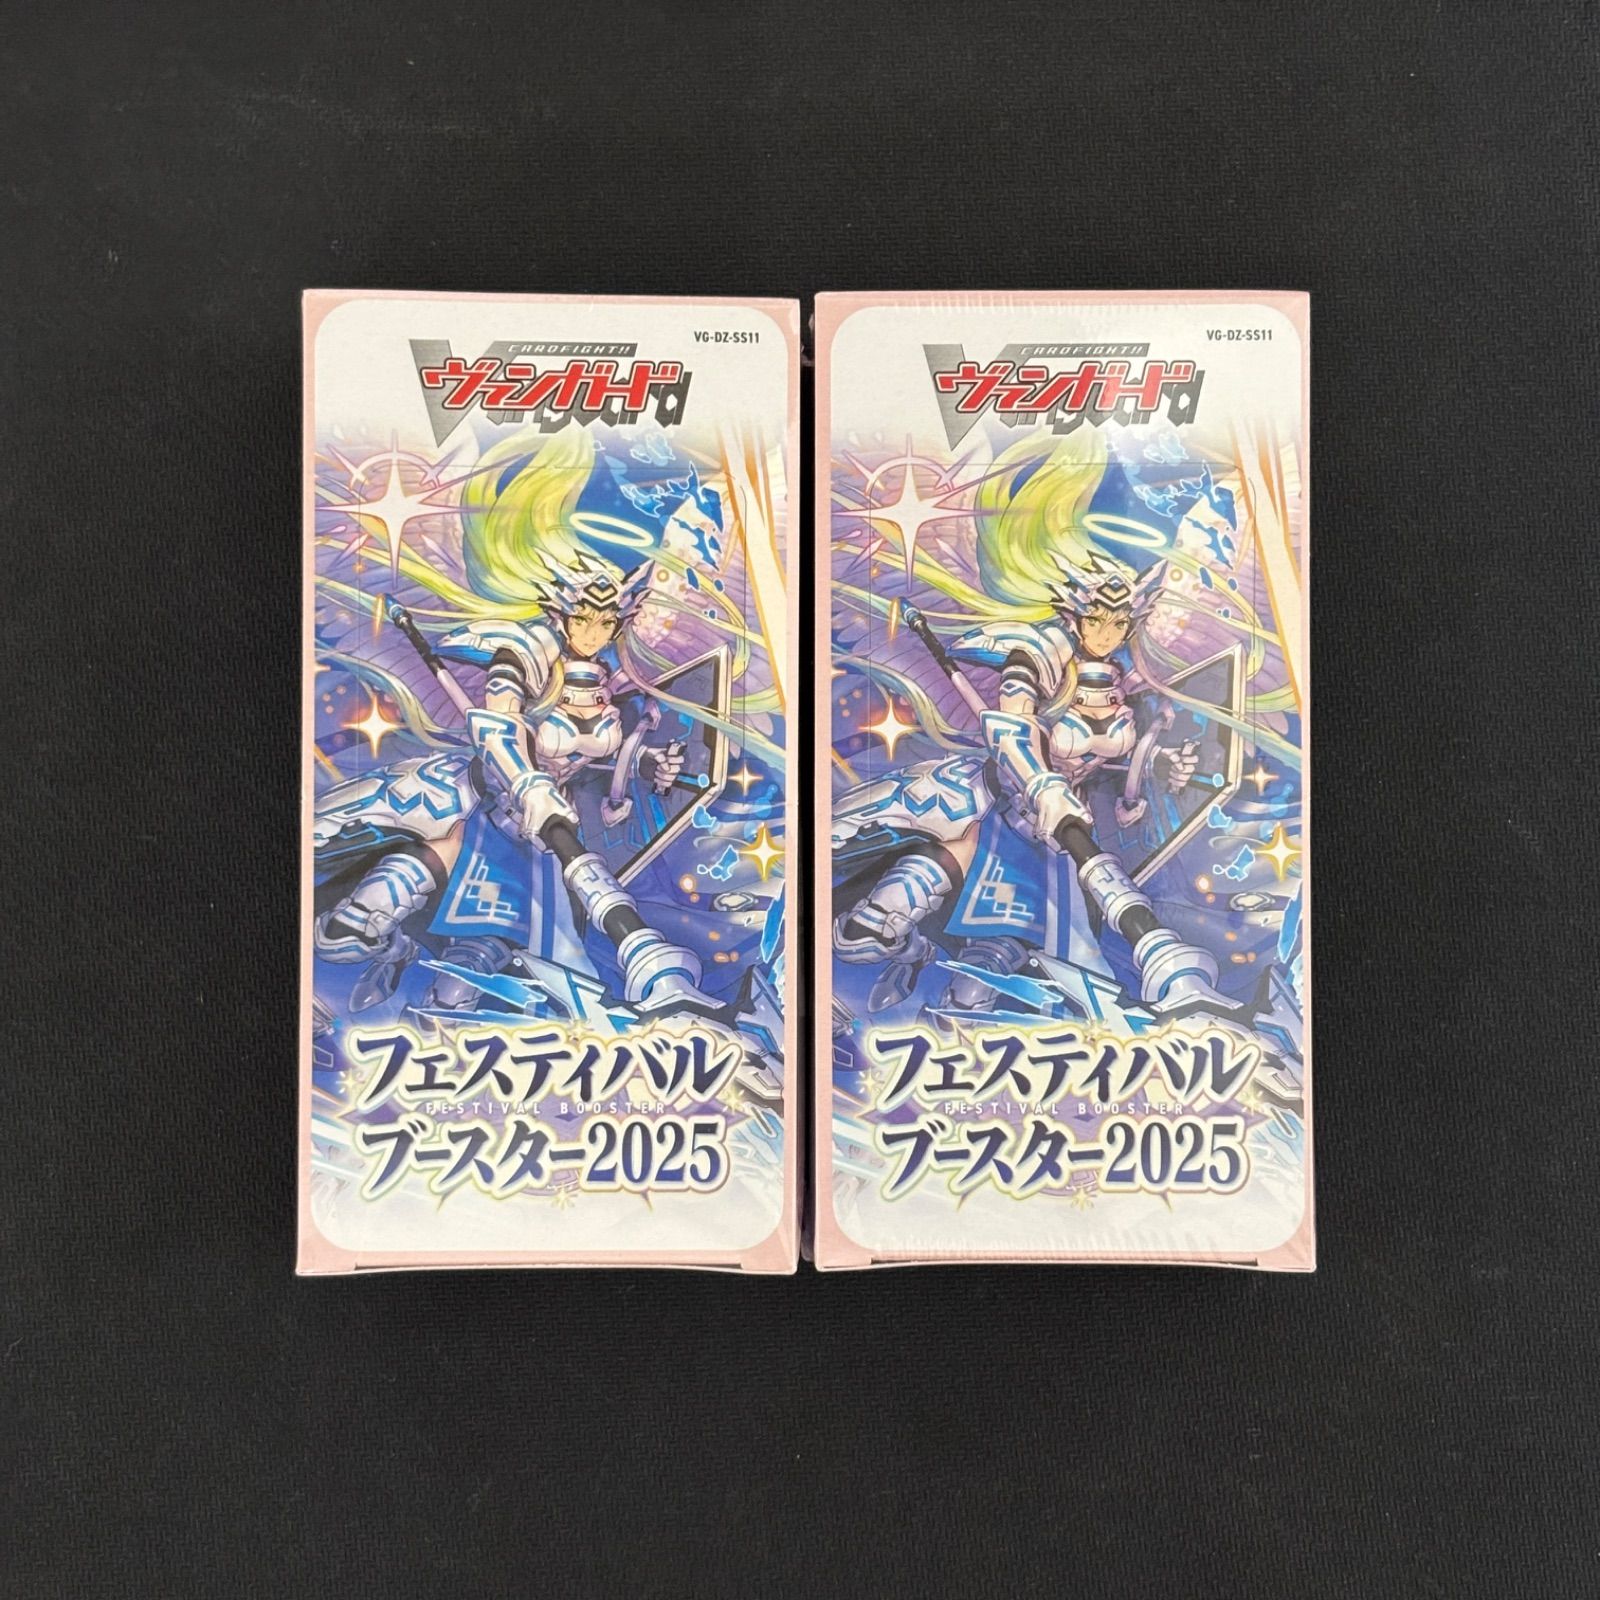 VG-DZ-SS11
CARDFIGHT!!
ヴァンガード
Vanguard
フェスティバル
FESTIVAL BOOSTER
ブースター2025
VG-DZ-SS11
CARDFIGHT!!
ヴァンガード
Vanguard
フェスティバル
FESTIVAL BOOSTER
ブースター2025